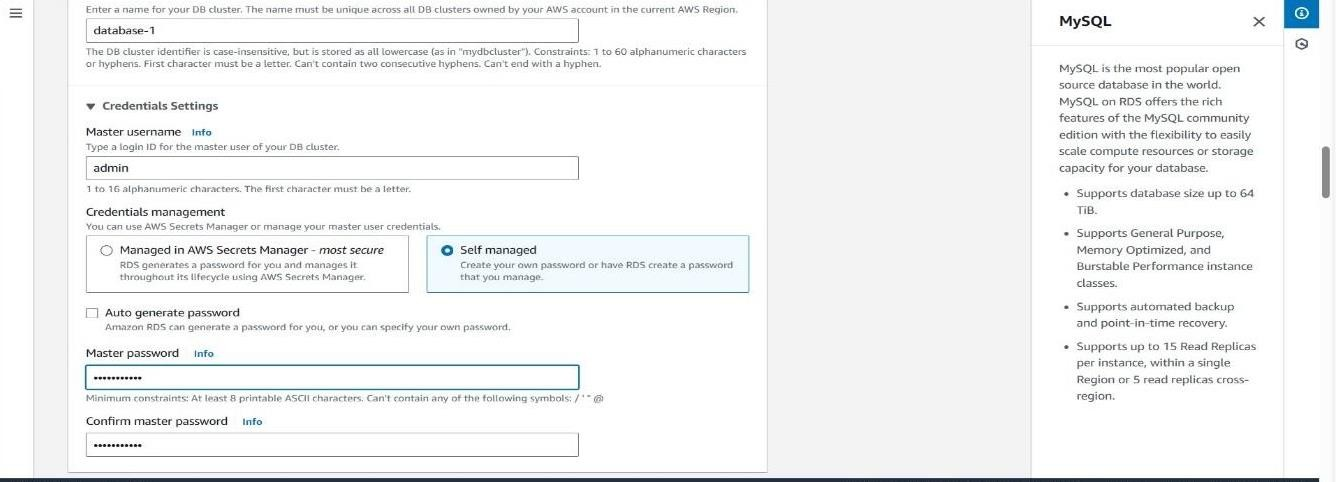 Enter a name for your DB cluster. The name must be unique across all DB clusters owned by your AWS account in the current AWS Region.
database-1
The DB cluster identifier is case-insensitive, but is stored as all lowercase (as in "mydbcluster"). Constraints: 1 to 60 alphanumeric characters
or hyphens. First character must be a letter. Can't contain two consecutive hyphens. Can't end with a hyphen.
Credentials Settings
Master username Info
Type a login ID for the master user of your DB cluster.
admin
1 to 16 alphanumeric characters. The first character must be a letter.
Credentials management
You can use AWS Secrets Manager or manage your master user credentials.
Managed in AWS Secrets Manager - most secure
RDS generates a password for you and manages it
throughout its lifecycle using AWS Secrets Manager.
Self managed
Create your own password or have RDS create a password
that you manage.
Auto generate password
Amazon RDS can generate a password for you, or you can specify your own password.
Master password Info
•••••••••••
Minimum constraints: At least 8 printable ASCII characters. Can't contain any of the following symbols: / ' " @
Confirm master password Info
•••••••••••
MySQL
MySQL is the most popular open
source database in the world.
MySQL on RDS offers the rich
features of the MySQL community
edition with the flexibility to easily
scale compute resources or storage
capacity for your database.
• Supports database size up to 64
TiB.
• Supports General Purpose,
Memory Optimized, and
Burstable Performance instance
classes.
• Supports automated backup
and point-in-time recovery.
• Supports up to 15 Read Replicas
per instance, within a single
Region or 5 read replicas cross-
region.